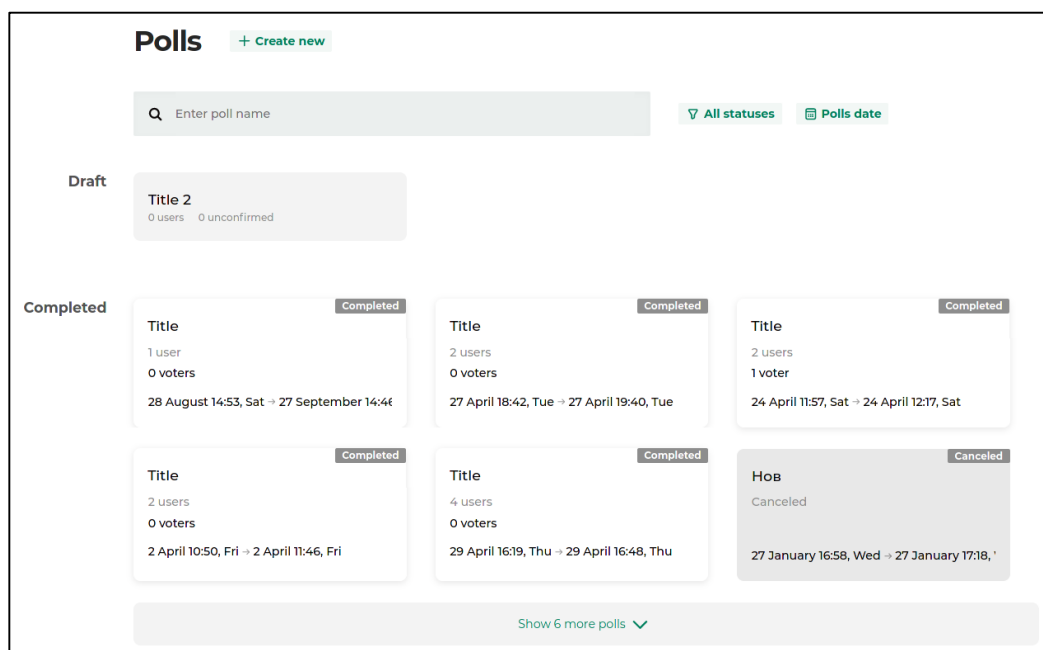 Polls
+ Create new
Enter poll name
All statuses
Polls date
Draft
Title 2
0 users 0 unconfirmed
Completed
Completed
Title
1 user
0 voters
28 August 14:53, Sat → 27 September 14:46
Completed
Title
2 users
0 voters
27 April 18:42, Tue → 27 April 19:40, Tue
Completed
Title
2 users
1 voter
24 April 11:57, Sat → 24 April 12:17, Sat
Completed
Title
2 users
0 voters
2 April 10:50, Fri → 2 April 11:46, Fri
Completed
Title
4 users
0 voters
29 April 16:19, Thu → 29 April 16:48, Thu
Canceled
Нов
Canceled
27 January 16:58, Wed → 27 January 17:18,
Show 6 more polls